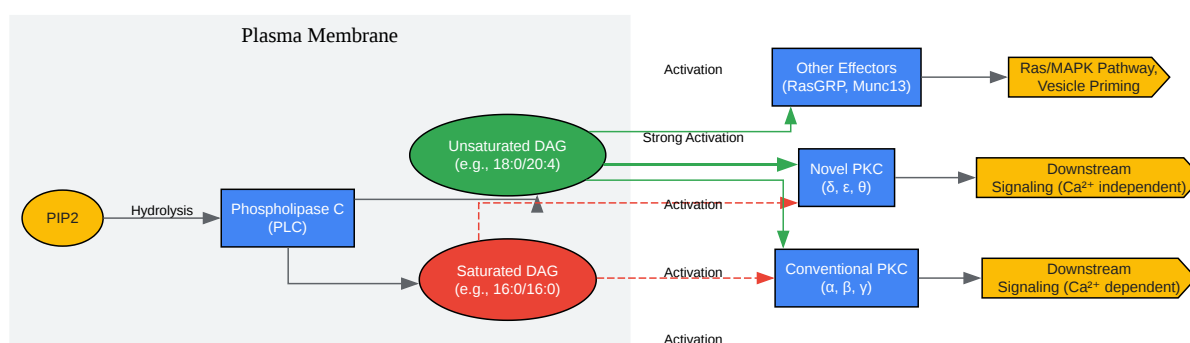 Plasma Membrane
Activation
Other Effectors
(RasGRP, Munc13)
Ras/MAPK Pathway,
Vesicle Priming
Strong Activation
Unsaturated DAG
(e.g., 18:0/20:4)
Novel PKC
(δ, ε, θ)
Downstream
Signaling (Ca²⁺ independent)
PIP2
Hydrolysis
Phospholipase C
(PLC)
Activation
Saturated DAG
(e.g., 16:0/16:0)
Activation
Conventional PKC
(α, β, γ)
Downstream
Signaling (Ca²⁺ dependent)
Activation